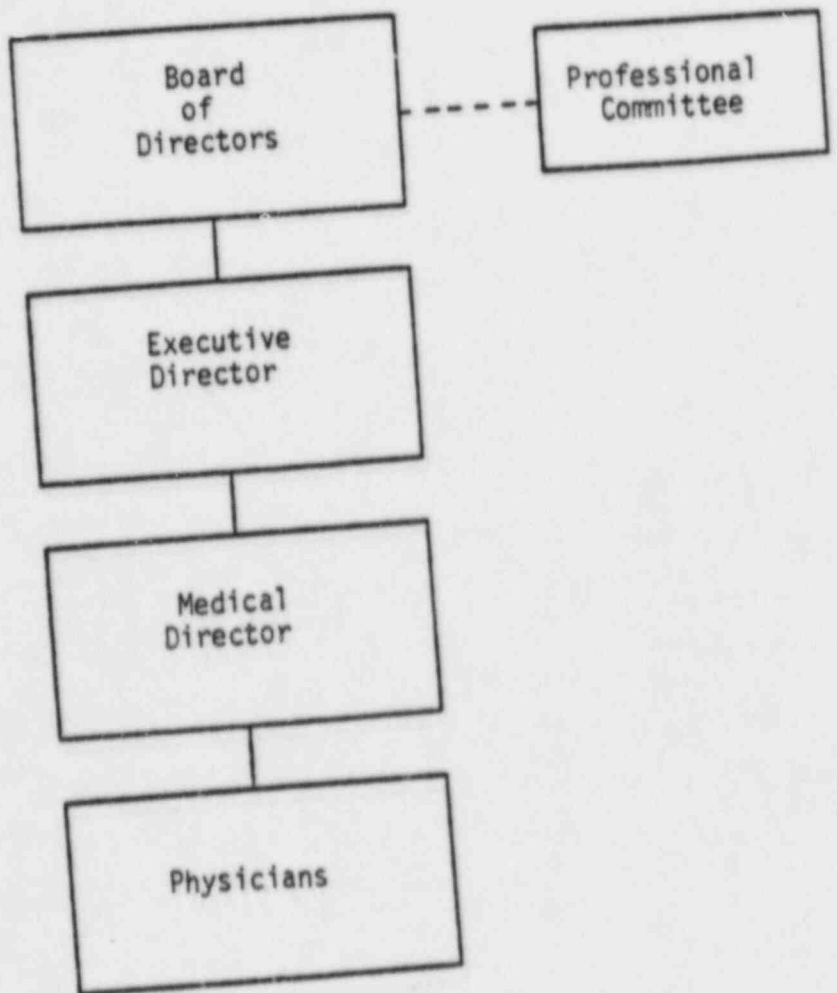 Board
of
Directors
Professional
Committee
Executive
Director
Medical
Director
Physicians